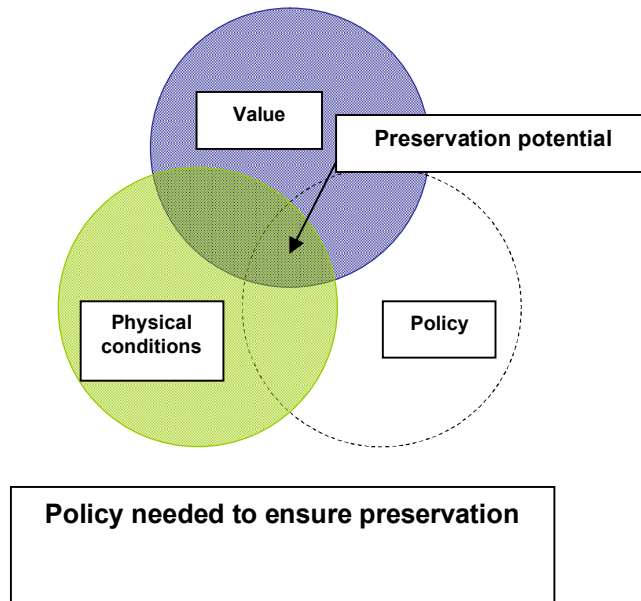 Value
Preservation potential
Physical
conditions
Policy
Policy needed to ensure preservation